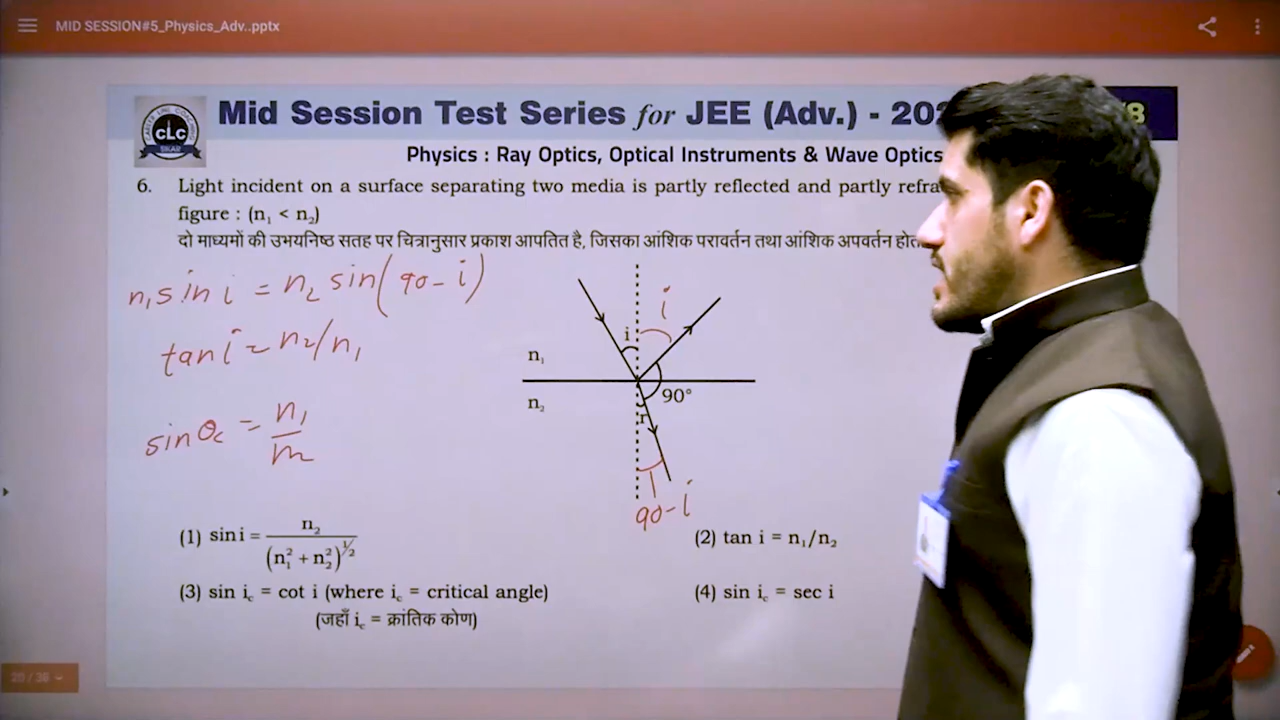 MID SESSION#5_Physics_Adv..pptx
CLC
SIKAR
Mid Session Test Series for JEE (Adv.) - 202
/8
Physics : Ray Optics, Optical Instruments & Wave Optics
6. Light incident on a surface separating two media is partly reflected and partly refra
figure : (n₁ < n₂)
दो माध्यमों की उभयनिष्ठ सतह पर चित्रानुसार प्रकाश आपतित है, जिसका आंशिक परावर्तन तथा आंशिक अपवर्तन होत
n₁ sin i = n₂ sin(90-i)
tan i = n₂/n₁
sin θc = n₁/m
i
i
n₁
n₂
90°
r
90-i
(1) sin i = n₂/(n₁² + n₂²)^½
(2) tan i = n₁/n₂
(3) sin i꜀ = cot i (where i꜀ = critical angle)
(4) sin i꜀ = sec i
(जहाँ i꜀ = क्रांतिक कोण)
20 / 38